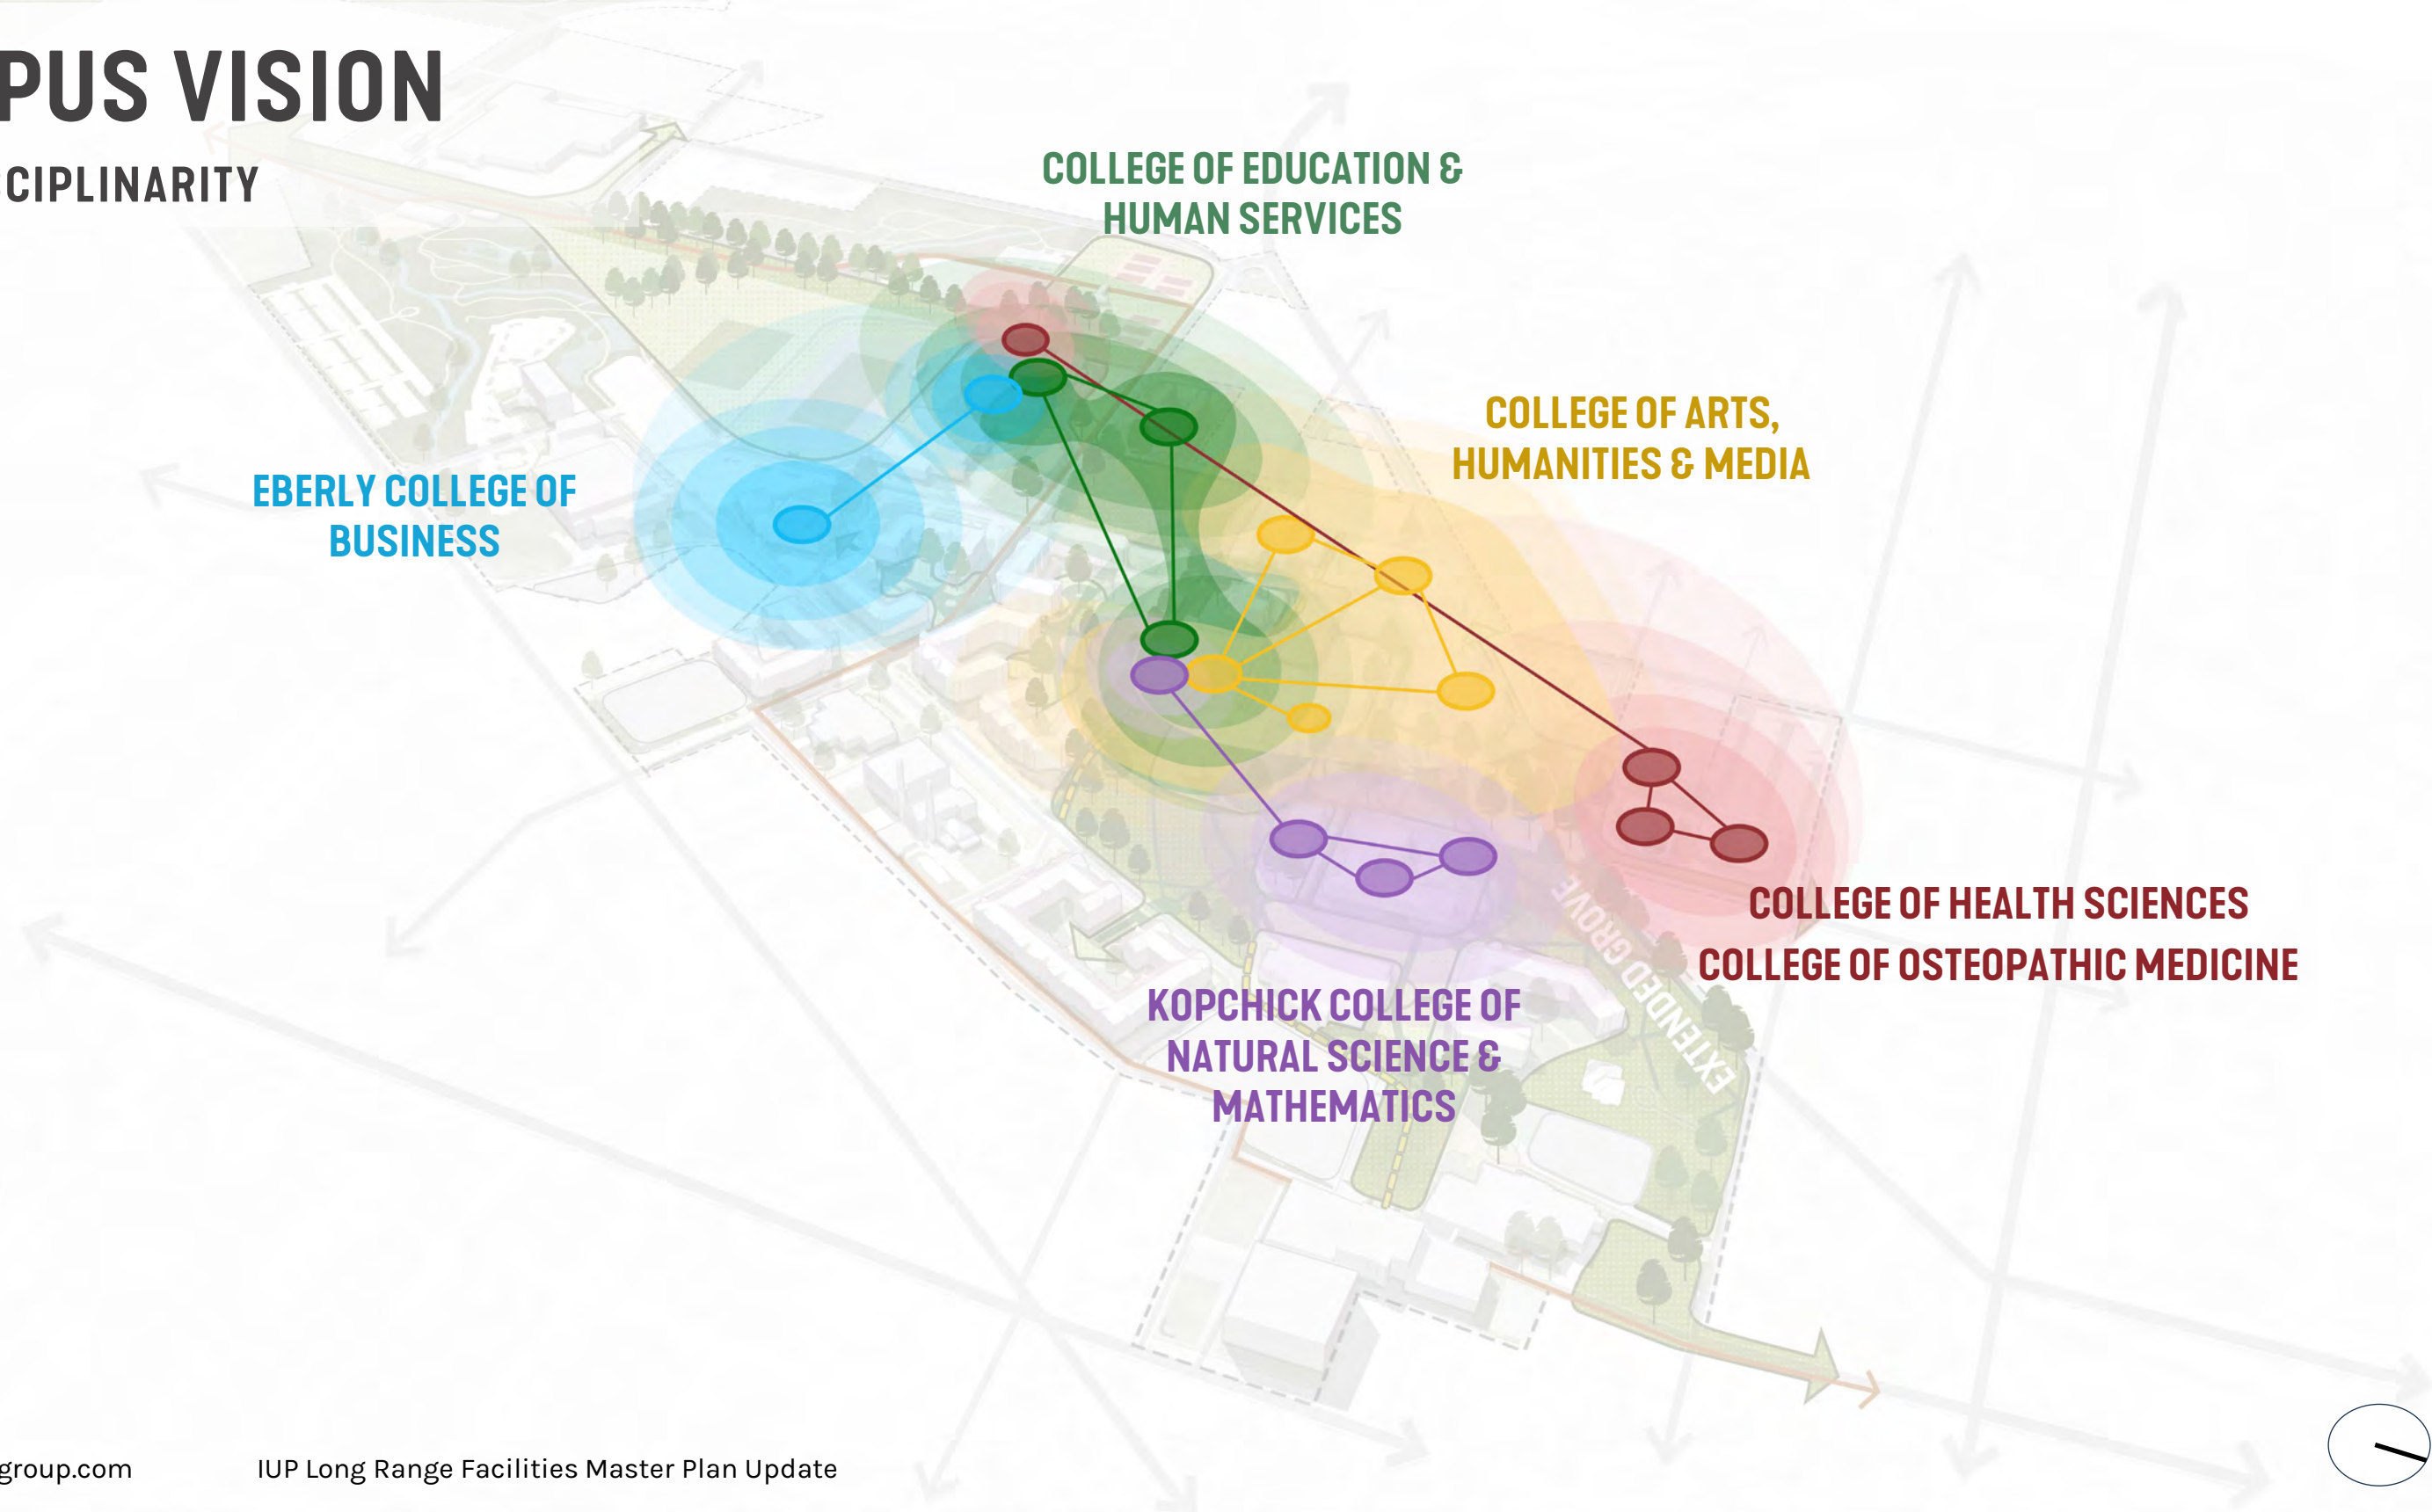 PUS VISION
CIPLINARITY
COLLEGE OF EDUCATION &
HUMAN SERVICES
COLLEGE OF ARTS,
HUMANITIES & MEDIA
EBERLY COLLEGE OF
BUSINESS
COLLEGE OF HEALTH SCIENCES
COLLEGE OF OSTEOPATHIC MEDICINE
EXTENDED GROVE
KOPCHICK COLLEGE OF
NATURAL SCIENCE &
MATHEMATICS
group.com
IUP Long Range Facilities Master Plan Update